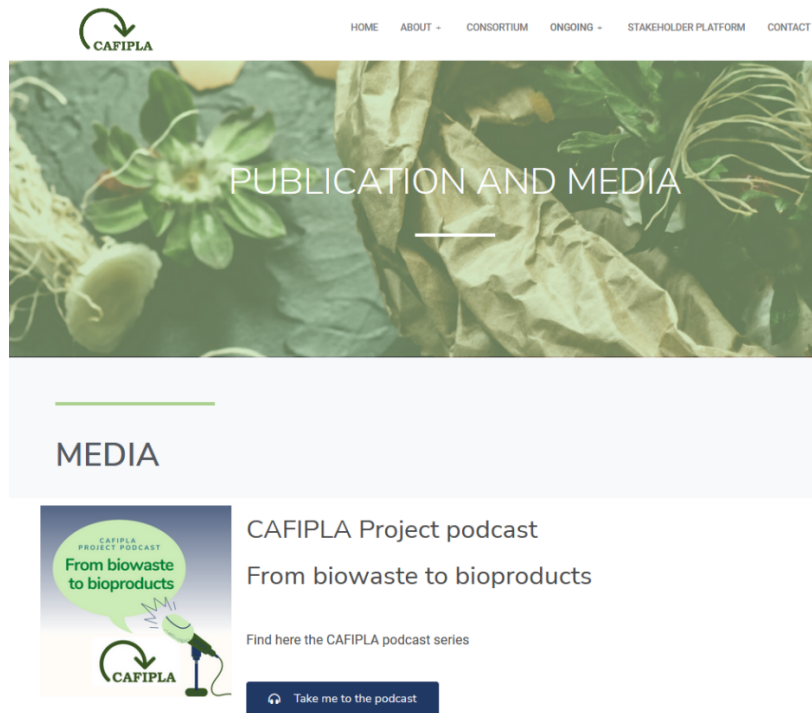 CAFIPLA
HOME ABOUT + CONSORTIUM ONGOING + STAKEHOLDER PLATFORM CONTACT
PUBLICATION AND MEDIA
MEDIA
CAFIPLA
PROJECT PODCAST
From biowaste
to bioproducts
CAFIPLA
CAFIPLA Project podcast
From biowaste to bioproducts
Find here the CAFIPLA podcast series
Take me to the podcast